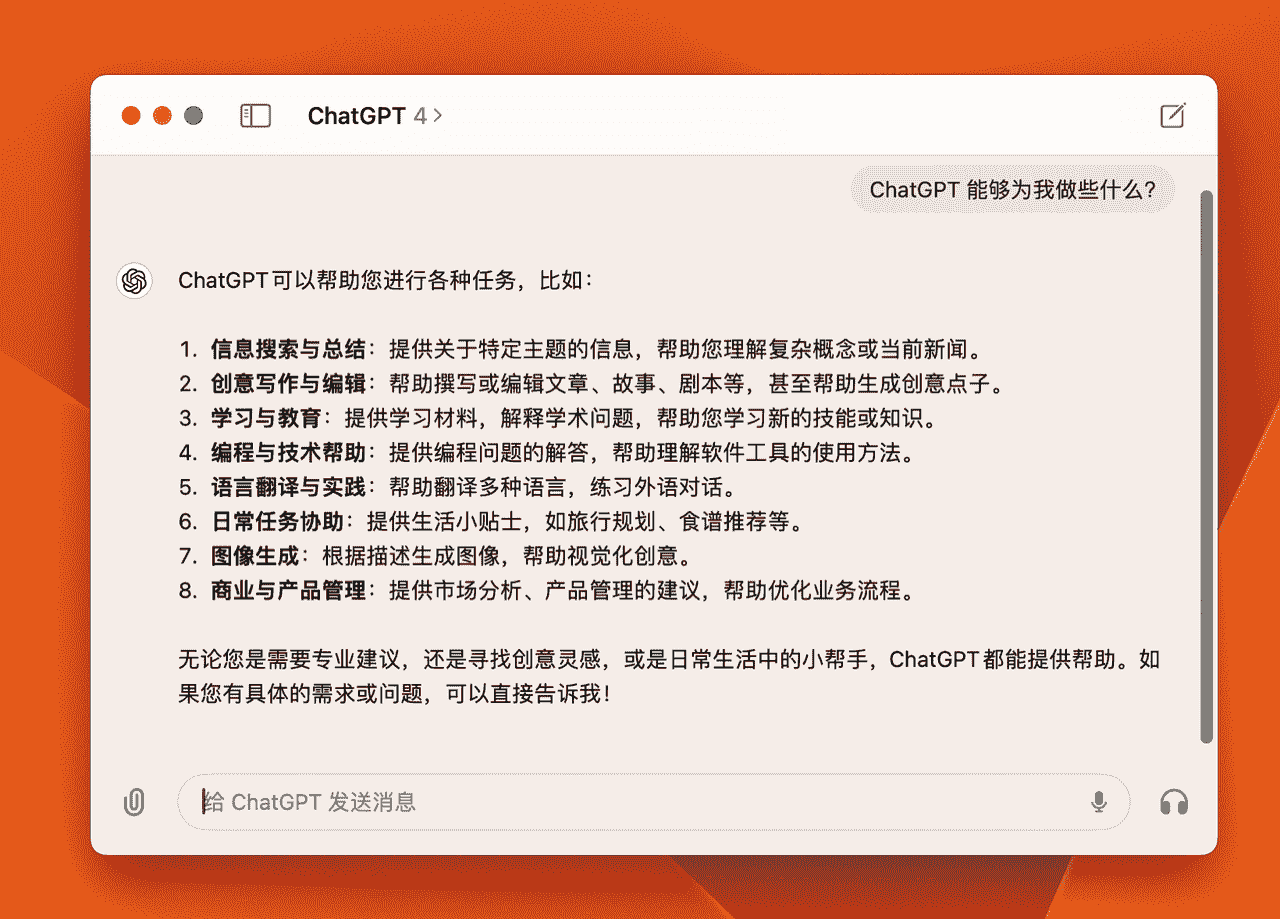 ChatGPT 4 >
ChatGPT 能够为我做些什么?
ChatGPT可以帮助您进行各种任务，比如：
1. 信息搜索与总结：提供关于特定主题的信息，帮助您理解复杂概念或当前新闻。
2. 创意写作与编辑：帮助撰写或编辑文章、故事、剧本等，甚至帮助生成创意点子。
3. 学习与教育：提供学习材料，解释学术问题，帮助您学习新的技能或知识。
4. 编程与技术帮助：提供编程问题的解答，帮助理解软件工具的使用方法。
5. 语言翻译与实践：帮助翻译多种语言，练习外语对话。
6. 日常任务协助：提供生活小贴士，如旅行规划、食谱推荐等。
7. 图像生成：根据描述生成图像，帮助视觉化创意。
8. 商业与产品管理：提供市场分析、产品管理的建议，帮助优化业务流程。
无论您是需要专业建议，还是寻找创意灵感，或是日常生活中的小帮手，ChatGPT都能提供帮助。如
果您有具体的需求或问题，可以直接告诉我！
给 ChatGPT 发送消息